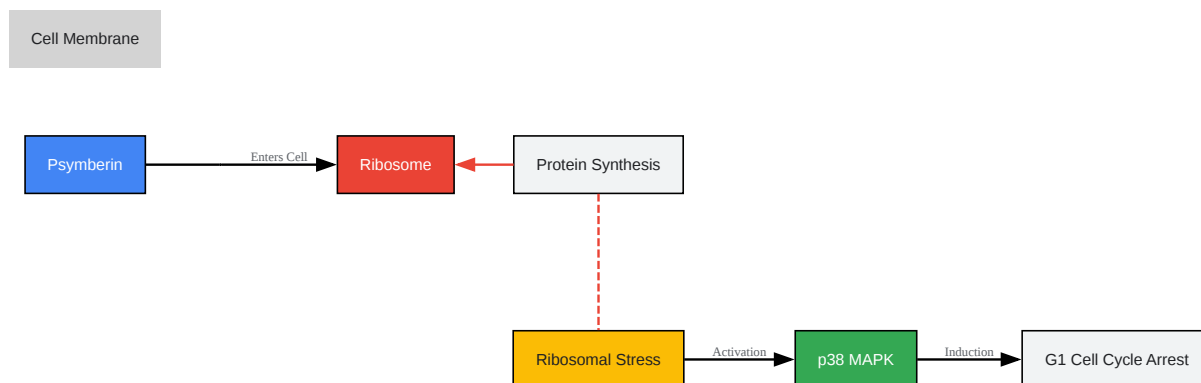 Cell Membrane
Psymberin
Enters Cell
Ribosome
Protein Synthesis
Ribosomal Stress
Activation
p38 MAPK
Induction
G1 Cell Cycle Arrest